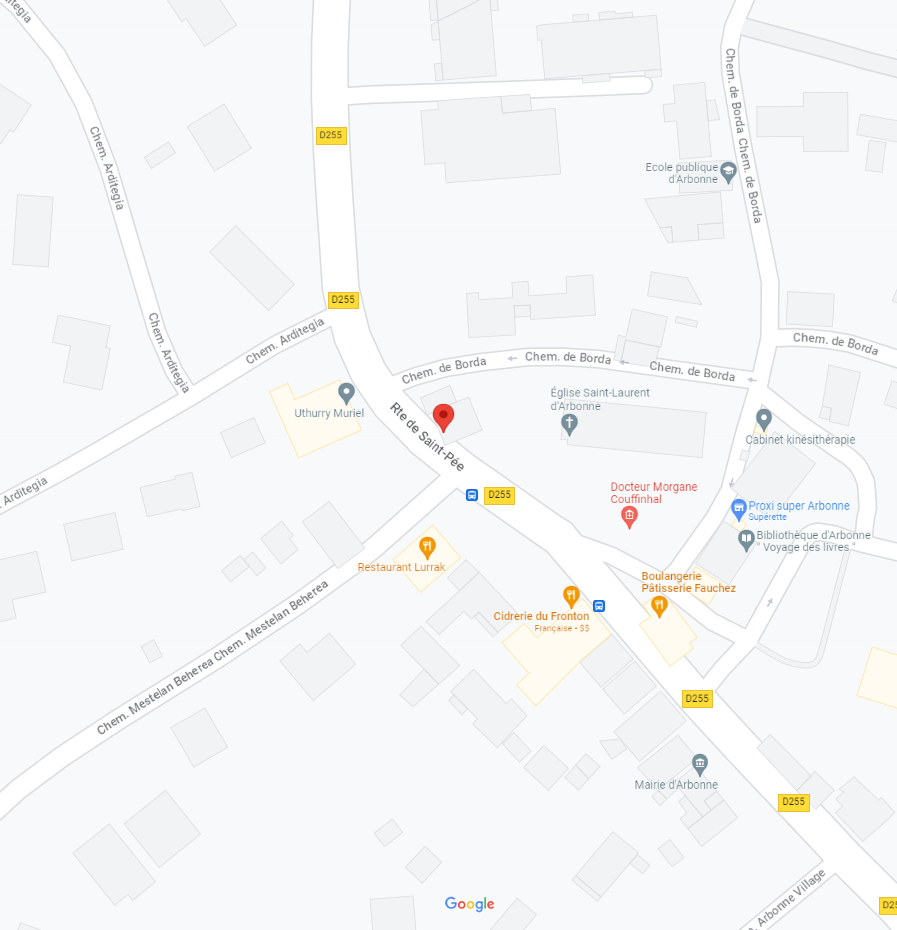 egia
Chem. Arditegia
D255
Chem. de Borda
Chem. de Borda
Ecole publique
d'Arbonne
D255
Chem. Arditegia
Chem. Arditegia
Chem. de Borda
Chem. de Borda
Chem. de Borda
Chem. de Borda
Uthurry Muriel
Rte de Saint-Pée
Église Saint-Laurent
d'Arbonne
Cabinet kinésithérapie
Arditegia
D255
Docteur Morgane
Couffinhal
Proxi super Arbonne
Supérette
Bibliothèque d'Arbonne
" Voyage des livres "
Restaurant Lurrak
Boulangerie
Pâtisserie Fauchez
Cidrerie du Fronton
Française • $$
Chem. Mestelan Beherea
Chem. Mestelan Beherea
D255
Mairie d'Arbonne
D255
Arbonne Village
D25
Google